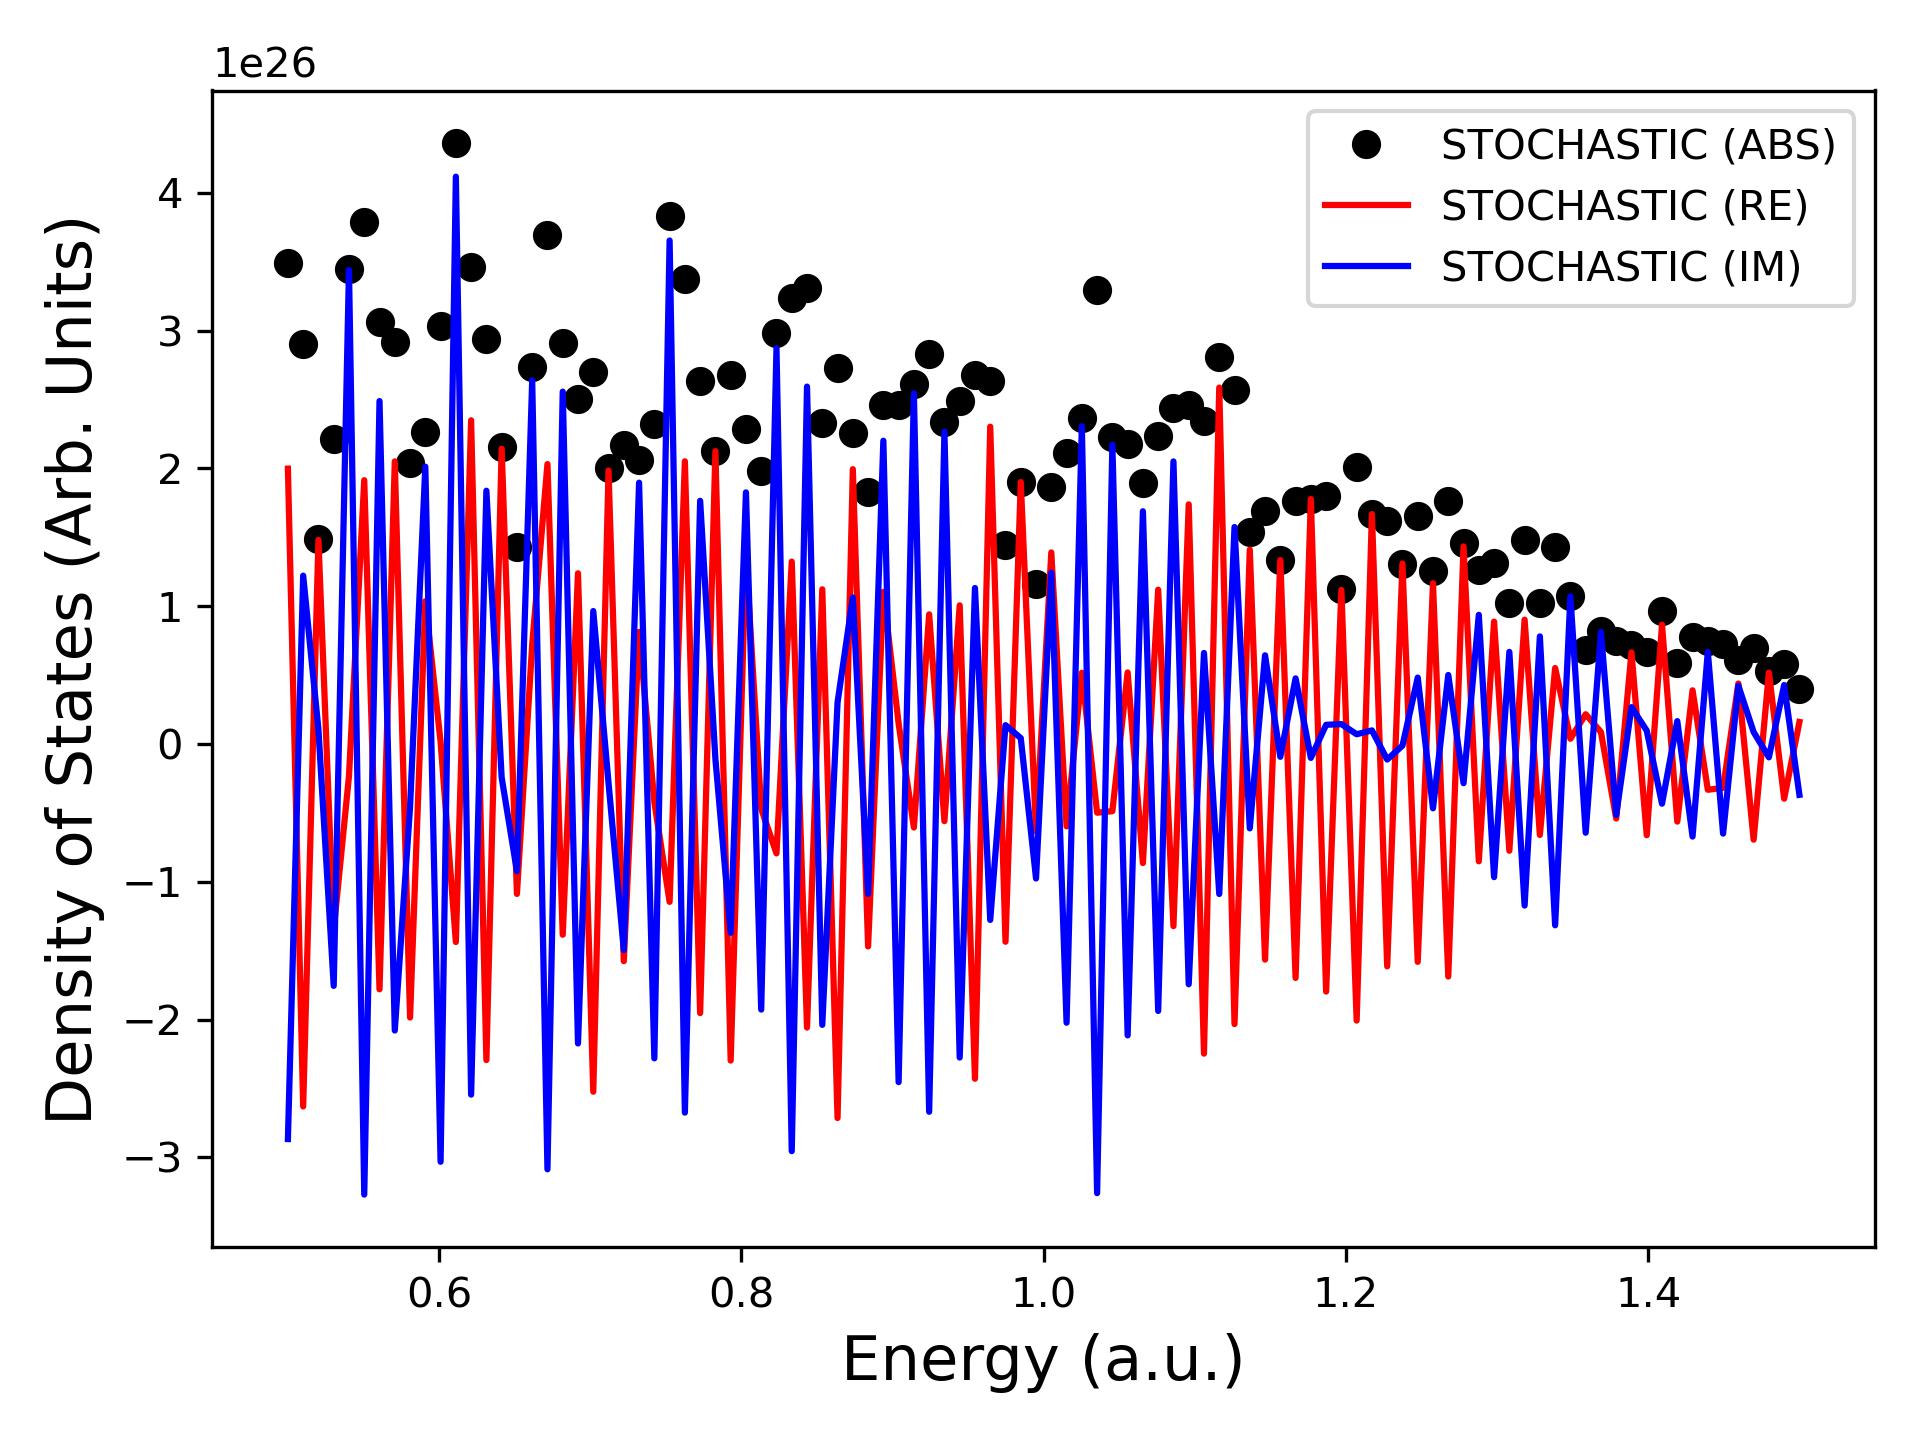 1e26
STOCHASTIC (ABS)
STOCHASTIC (RE)
STOCHASTIC (IM)
4
3
2
1
0
−1
−2
−3
Density of States (Arb. Units)
0.6 0.8 1.0 1.2 1.4
Energy (a.u.)